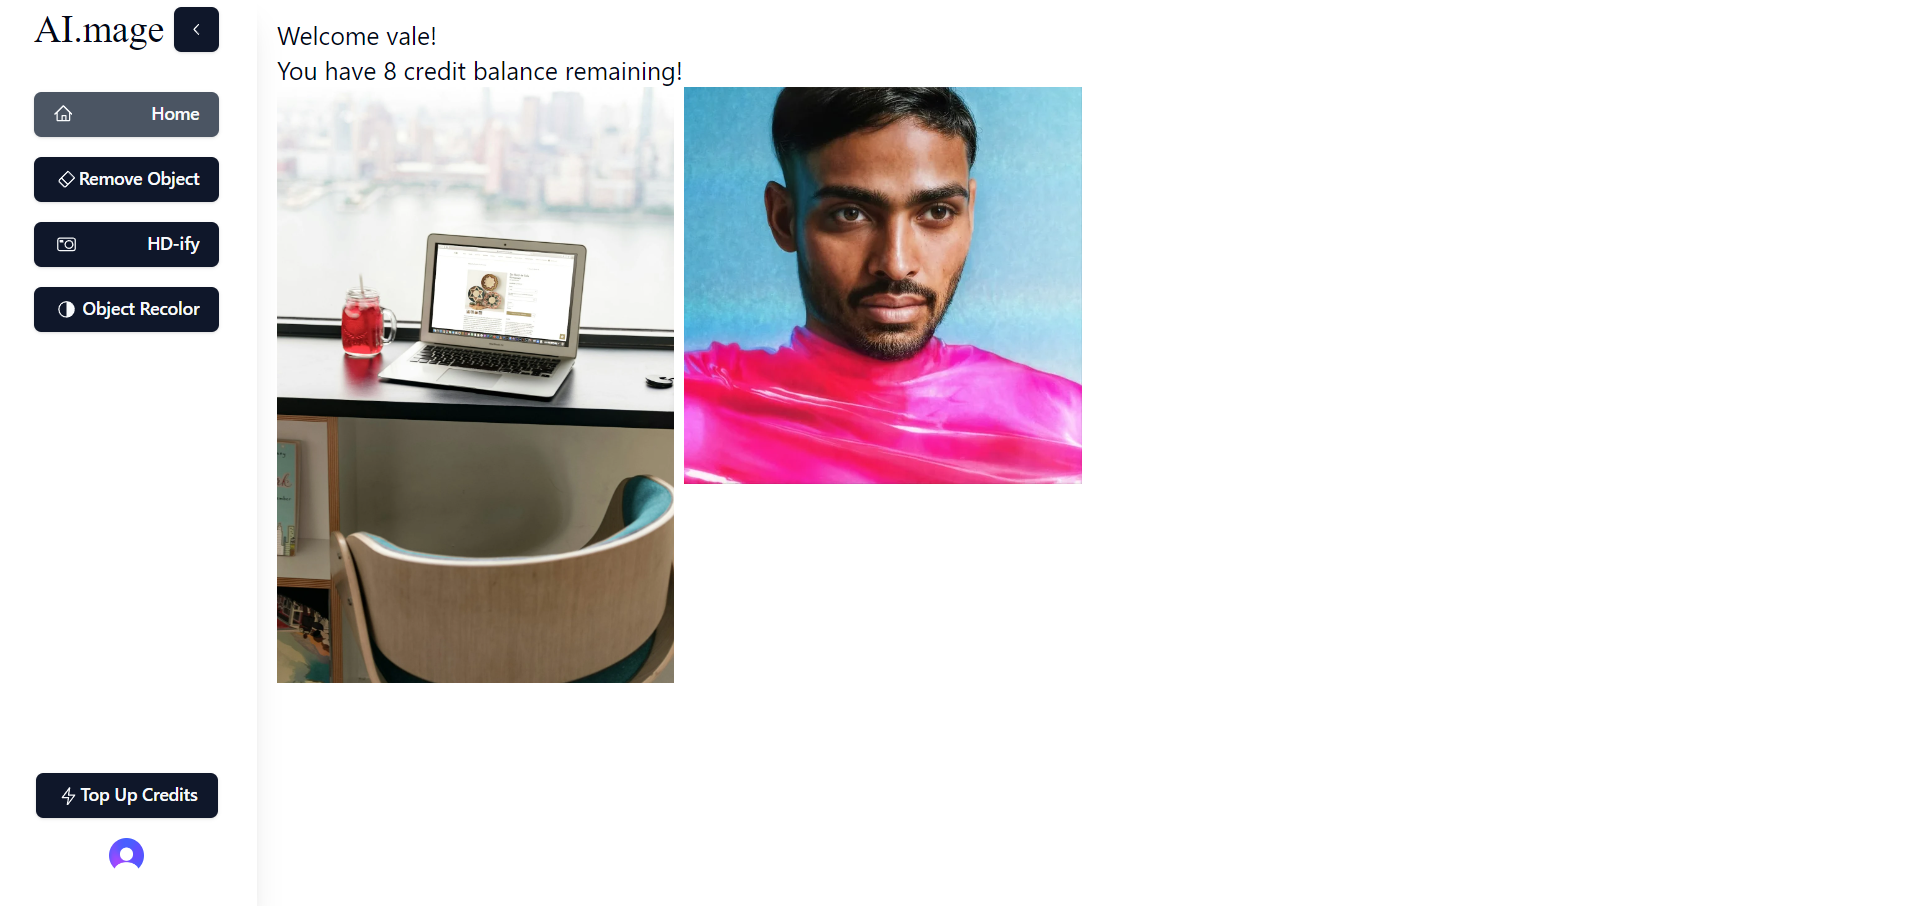 AI.mage
Home
Remove Object
HD-ify
Object Recolor
Top Up Credits
Welcome vale!
You have 8 credit balance remaining!